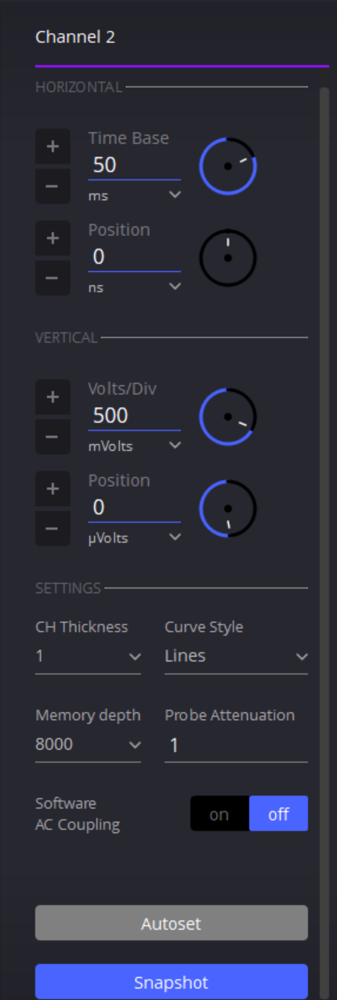 Channel 2
HORIZONTAL
+
Time Base
50
−
ms
+
Position
0
−
ns
VERTICAL
+
Volts/Div
500
−
mVolts
+
Position
0
−
µVolts
SETTINGS
CH Thickness Curve Style
1 Lines
Memory depth Probe Attenuation
8000 1
Software
AC Coupling
on off
Autoset
Snapshot